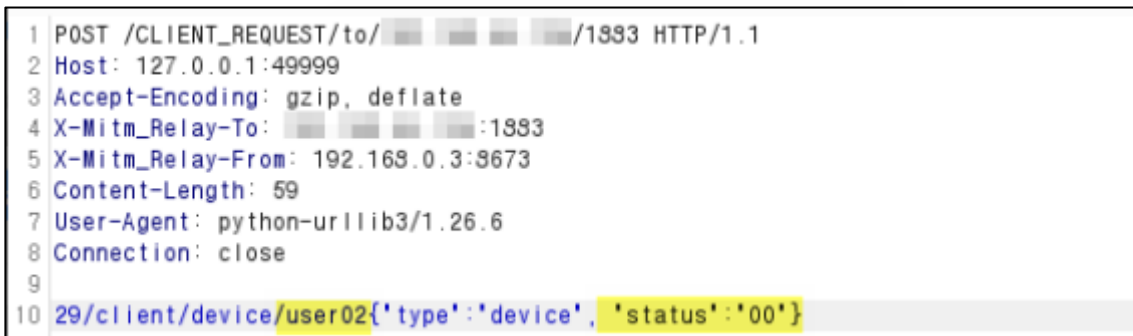 1 POST /CLIENT_REQUEST/to/ /1883 HTTP/1.1
2 Host: 127.0.0.1:49999
3 Accept-Encoding: gzip, deflate
4 X-Mitm_Relay-To: :1883
5 X-Mitm_Relay-From: 192.168.0.3:8673
6 Content-Length: 59
7 User-Agent: python-urllib3/1.26.6
8 Connection: close
9
10 29/client/device/user02{'type':'device', 'status':'00'}